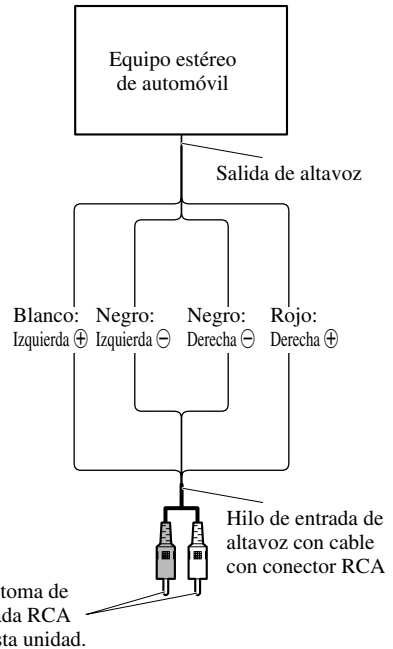 Equipo estéreo
de automóvil
Salida de altavoz
Blanco:
Izquierda ⊕
Negro:
Izquierda ⊖
Negro:
Derecha ⊖
Rojo:
Derecha ⊕
Hilo de entrada de
altavoz con cable
con conector RCA
toma de
RCA
unidad.